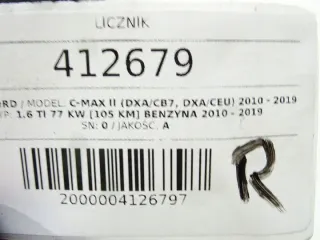 LICZNIK
412679
RD / MODEL: C-MAX II (DXA/CB7, DXA/CEU) 2010 - 2019
P: 1.6 TI 77 KW [105 KM] BENZYNA 2010 - 2019
SN: 0 / JAKOŚĆ: A
R
2000004126797